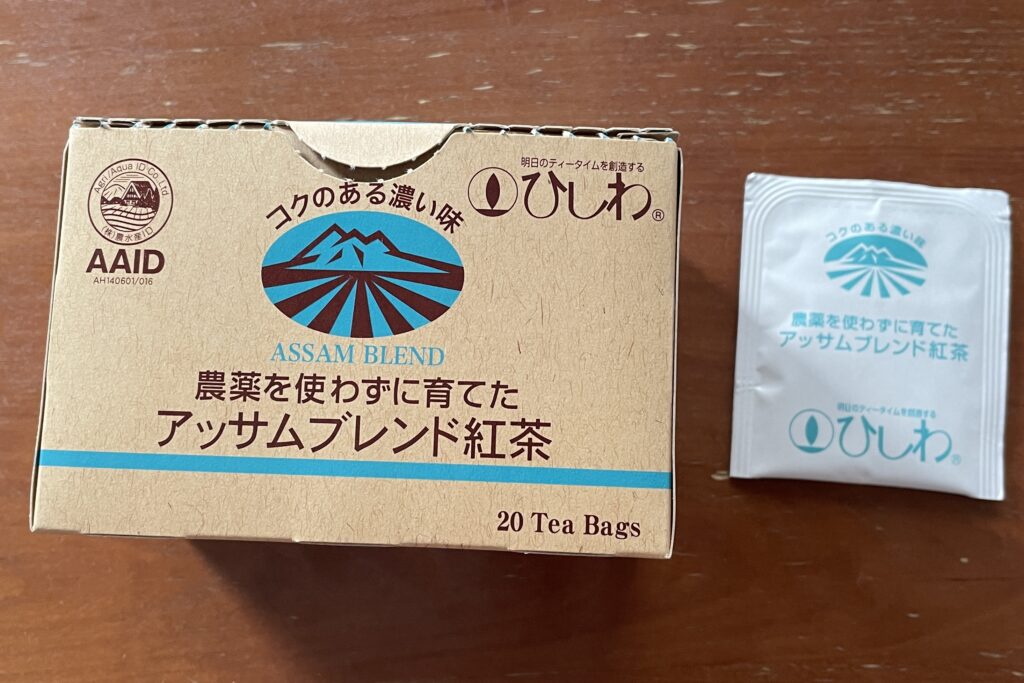 Agri/Aqua ID Co.,Ltd
(株)農水産ID
AAID
AH140601/016
コクのある濃い味
明日のティータイムを創造する
ひしわ®
ASSAM BLEND
農薬を使わずに育てた
アッサムブレンド紅茶
20 Tea Bags
コクのある濃い味
農薬を使わずに育てた
アッサムブレンド紅茶
明日のティータイムを創造する
ひしわ®